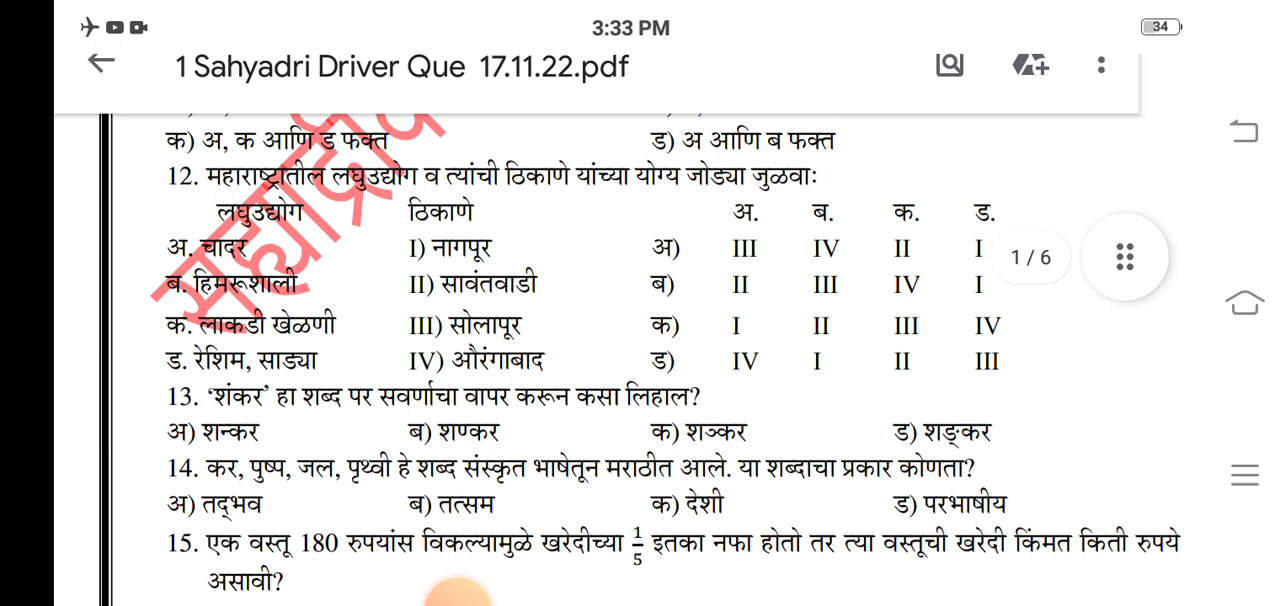 3:33 PM
34
1 Sahyadri Driver Que 17.11.22.pdf
क) अ, क आणि ड फक्त ड) अ आणि ब फक्त
12. महाराष्ट्रातील लघुउद्योग व त्यांची ठिकाणे यांच्या योग्य जोड्या जुळवाः
लघुउद्योग ठिकाणे अ. ब. क. ड.
अ. चादर I) नागपूर अ) III IV II I
1 / 6
ब. हिमरूशाली II) सावंतवाडी ब) II III IV I
क. लाकडी खेळणी III) सोलापूर क) I II III IV
ड. रेशिम, साड्या IV) औरंगाबाद ड) IV I II III
13. ‘शंकर’ हा शब्द पर सवर्णाचा वापर करून कसा लिहाल?
अ) शन्कर ब) शण्कर क) शञ्कर ड) शङ्कर
14. कर, पुष्प, जल, पृथ्वी हे शब्द संस्कृत भाषेतून मराठीत आले. या शब्दाचा प्रकार कोणता?
अ) तद्‌भव ब) तत्सम क) देशी ड) परभाषीय
15. एक वस्तू 180 रुपयांस विकल्यामुळे खरेदीच्या 1/5 इतका नफा होतो तर त्या वस्तूची खरेदी किंमत किती रुपये
असावी?